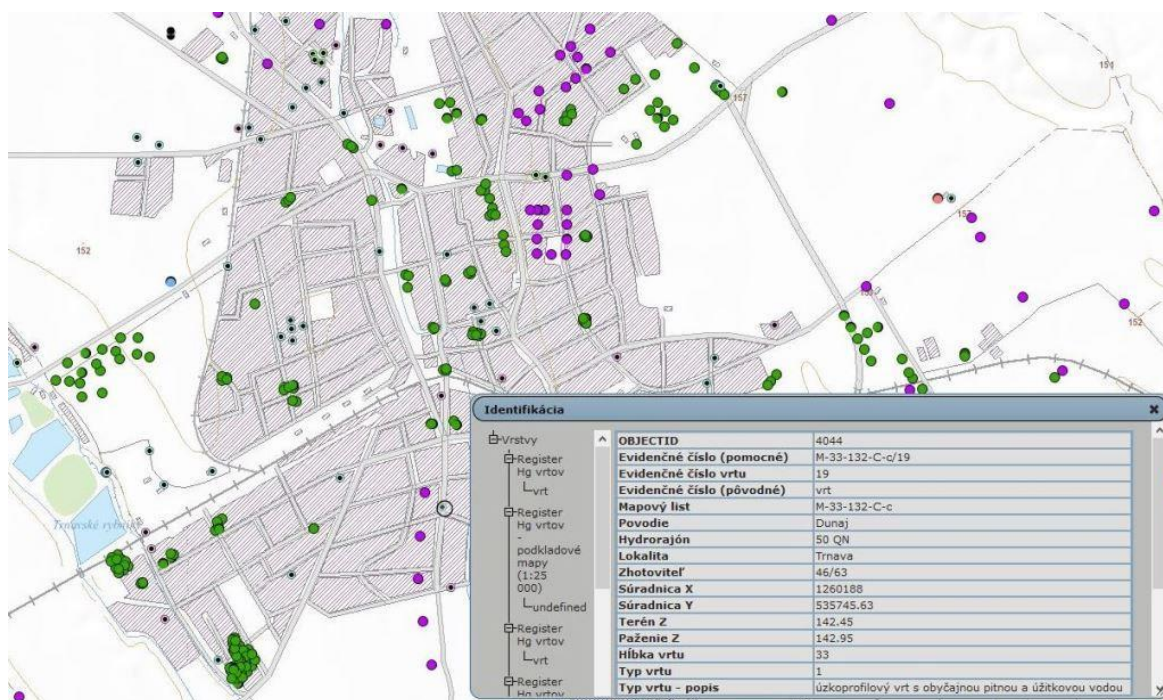 151
157
152
152
Trnavské rybníky
Identifikácia
Vrstvy
Register
Hg vrtov
vrt
Register
Hg vrtov
-
podkladové
mapy
(1:25
000)
undefined
Register
Hg vrtov
vrt
Register
OBJECTID 4044
Evidenčné číslo (pomocné) M-33-132-C-c/19
Evidenčné číslo vrtu 19
Evidenčné číslo (pôvodné) vrt
Mapový list M-33-132-C-c
Povodie Dunaj
Hydrorajón 50 QN
Lokalita Trnava
Zhotoviteľ 46/63
Súradnica X 1260188
Súradnica Y 535745.63
Terén Z 142.45
Paženie Z 142.95
Hĺbka vrtu 33
Typ vrtu 1
Typ vrtu - popis úzkoprofilový vrt s obyčajnou pitnou a úžitkovou vodou